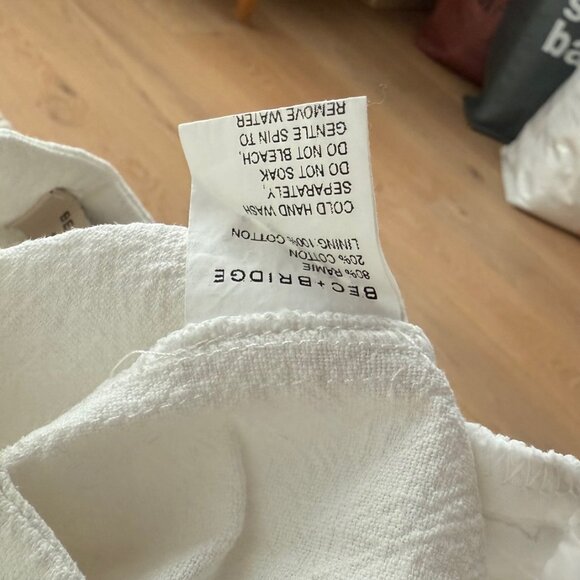 BEC + BRIDGE
80% RAMIE
20% COTTON
LINING 100% COTTON
COLD HAND WASH
SEPARATELY,
DO NOT SOAK
DO NOT BLEACH,
GENTLE SPIN TO
REMOVE WATER